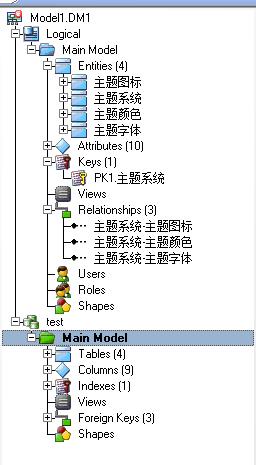 Model1.DM1
Logical
Main Model
Entities (4)
主题图标
主题系统
主题颜色
主题字体
Attributes (10)
Keys (1)
PK1.主题系统
Views
Relationships (3)
主题系统-主题图标
主题系统-主题颜色
主题系统-主题字体
Users
Roles
Shapes
test
Main Model
Tables (4)
Columns (9)
Indexes (1)
Views
Foreign Keys (3)
Shapes